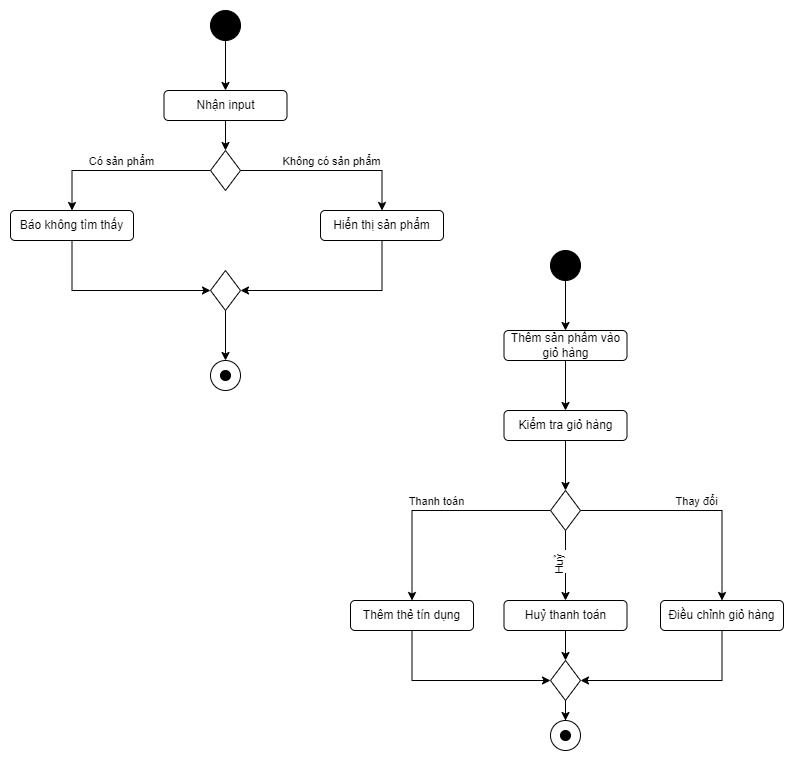 Nhận input
Có sản phẩm
Không có sản phẩm
Báo không tìm thấy
Hiển thị sản phẩm
Thêm sản phẩm vào
giỏ hàng
Kiểm tra giỏ hàng
Thanh toán
Thay đổi
Huỷ
Thêm thẻ tín dụng
Huỷ thanh toán
Điều chỉnh giỏ hàng